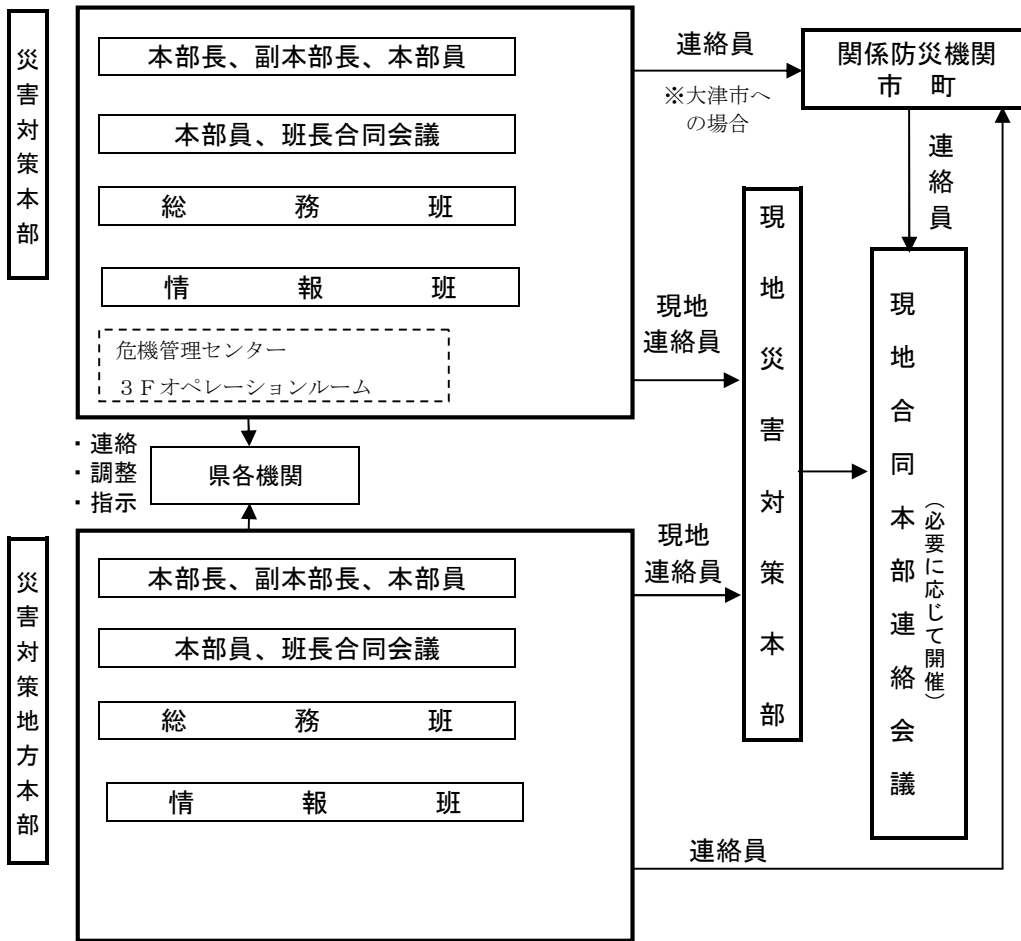 災害対策本部
本部長、副本部長、本部員
本部員、班長合同会議
総　務　班
情　報　班
危機管理センター
３Ｆオペレーションルーム
連絡員
※大津市へ
の場合
関係防災機関
市　町
連絡員
現地
連絡員
現地災害対策本部
現地合同本部連絡会議
（必要に応じて開催）
・連絡
・調整
・指示
県各機関
災害対策地方本部
本部長、副本部長、本部員
本部員、班長合同会議
総　務　班
情　報　班
現地
連絡員
連絡員